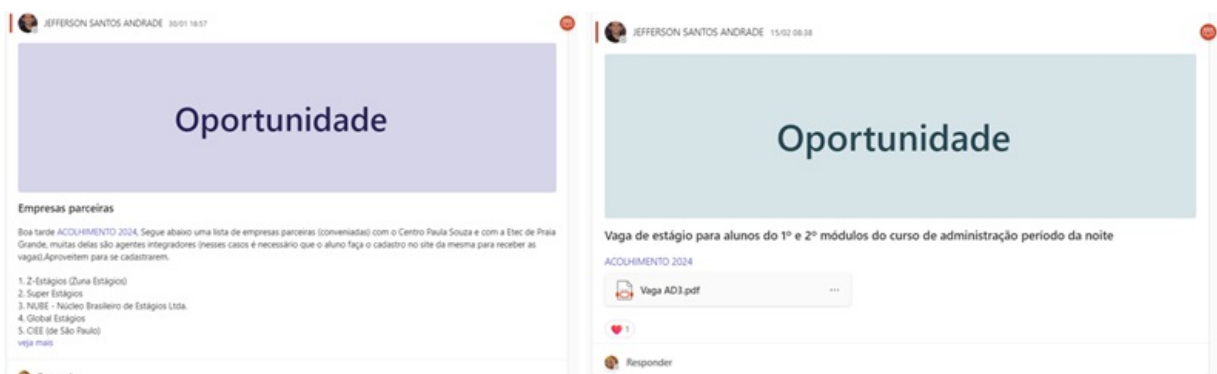 JEFFERSON SANTOS ANDRADE 30/01 16:57
Oportunidade
Empresas parceiras
Boa tarde ACOLHIMENTO 2024, Segue abaixo uma lista de empresas parceiras (conveniadas) com o Centro Paula Souza e com a Etec de Praia
Grande, muitas delas são agentes integradores (nesses casos é necessário que o aluno faça o cadastro no site da mesma para receber as
vagas).Aproveitem para se cadastrarem.
1. Z-Estágios (Zuna Estágios)
2. Super Estágios
3. NUBE - Núcleo Brasileiro de Estágios Ltda.
4. Global Estágios
5. CIEE (de São Paulo)
veja mais
JEFFERSON SANTOS ANDRADE 15/02 08:38
Oportunidade
Vaga de estágio para alunos do 1º e 2º módulos do curso de administração período da noite
ACOLHIMENTO 2024
Vaga AD3.pdf
1
Responder